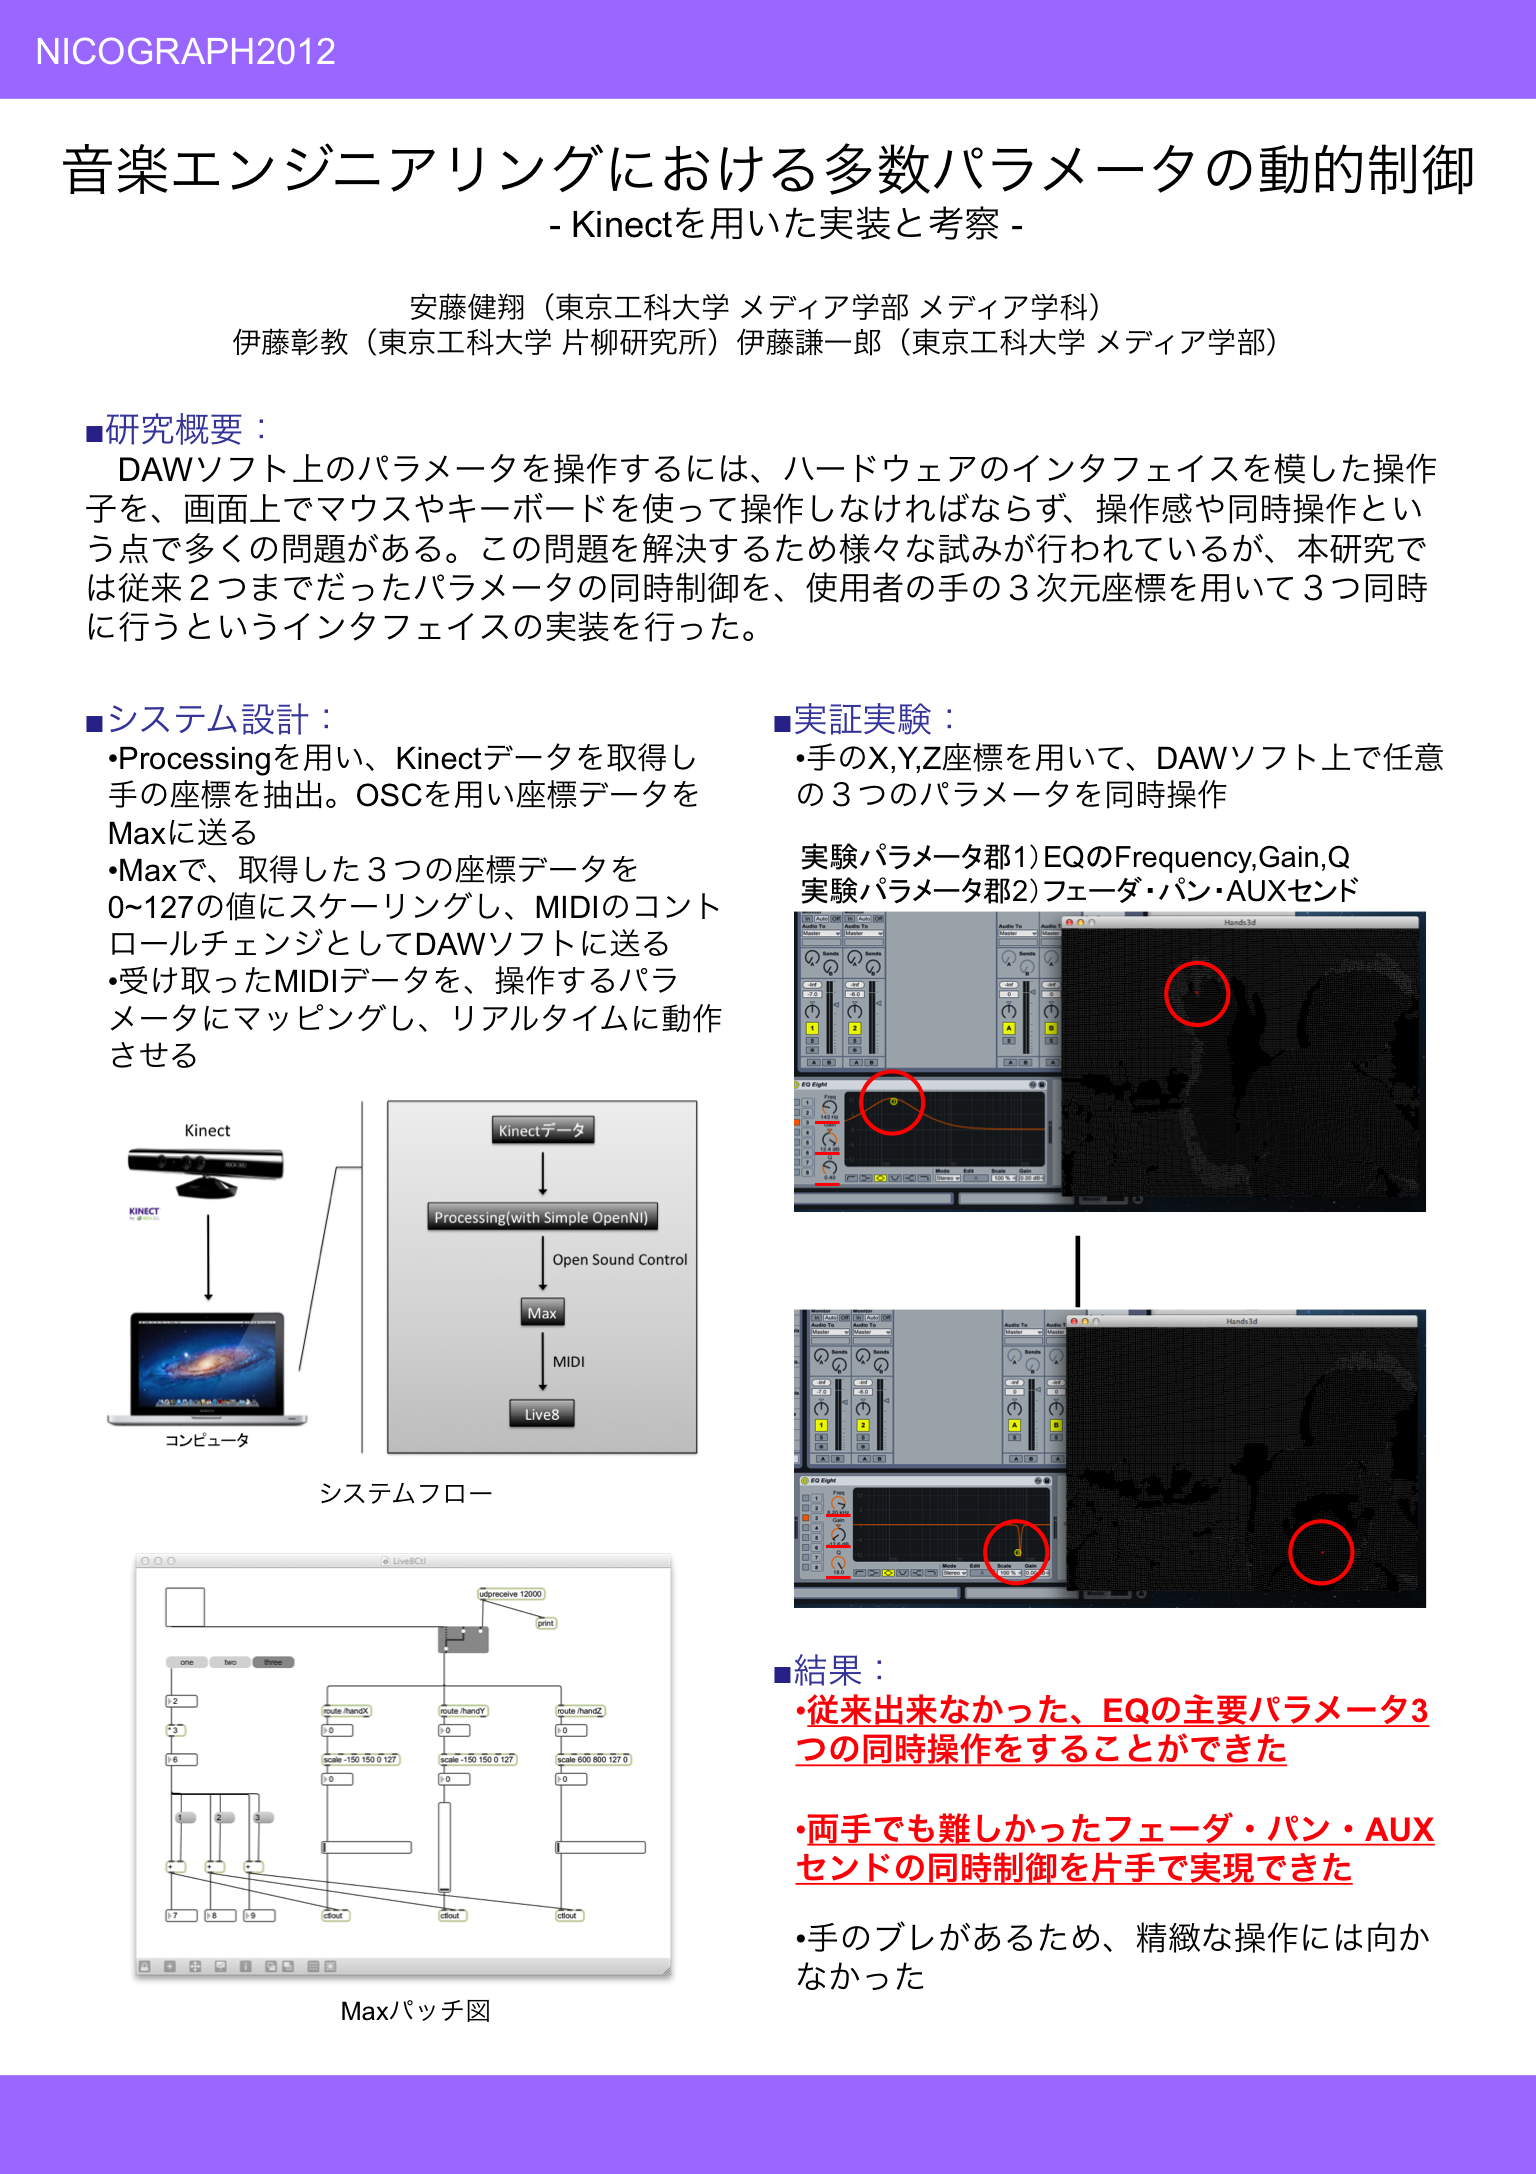 NICOGRAPH2012
音楽エンジニアリングにおける多数パラメータの動的制御
- Kinectを用いた実装と考察 -
安藤健翔（東京工科大学 メディア学部 メディア学科）
伊藤彰教（東京工科大学 片柳研究所）伊藤謙一郎（東京工科大学 メディア学部）
■研究概要：
DAWソフト上のパラメータを操作するには、ハードウェアのインタフェイスを模した操作
子を、画面上でマウスやキーボードを使って操作しなければならず、操作感や同時操作とい
う点で多くの問題がある。この問題を解決するため様々な試みが行われているが、本研究で
は従来２つまでだったパラメータの同時制御を、使用者の手の３次元座標を用いて３つ同時
に行うというインタフェイスの実装を行った。
■システム設計：
•Processingを用い、Kinectデータを取得し
手の座標を抽出。OSCを用い座標データを
Maxに送る
•Maxで、取得した３つの座標データを
0~127の値にスケーリングし、MIDIのコント
ロールチェンジとしてDAWソフトに送る
•受け取ったMIDIデータを、操作するパラ
メータにマッピングし、リアルタイムに動作
させる
Kinect
XBOX 360
KINECT
コンピュータ
Kinectデータ
Processing(with Simple OpenNI)
Open Sound Control
Max
MIDI
Live8
システムフロー
Live8Ctl
udpreceive 12000
print
one two three
2
* 3
6
1 2 3
+ + +
7 8 9
route /handX route /handY route /handZ
0 0 0
scale -150 150 0 127 scale -150 150 0 127 scale 600 800 127 0
0 0 0
ctlout ctlout ctlout
Maxパッチ図
■実証実験：
•手のX,Y,Z座標を用いて、DAWソフト上で任意
の３つのパラメータを同時操作
実験パラメータ郡1）EQのFrequency,Gain,Q
実験パラメータ郡2）フェーダ・パン・AUXセンド
Hands3d
Audio To
Master
Sends
EQ Eight
Freq
Gain
Q
0.40
Mode Edit Scale Gain
Stereo 100 % 0.00 dB
Hands3d
Audio To
Master
Sends
EQ Eight
Freq
Gain
Q
18.0
Mode Edit Scale Gain
Stereo 100 %
■結果：
•従来出来なかった、EQの主要パラメータ3
つの同時操作をすることができた
•両手でも難しかったフェーダ・パン・AUX
センドの同時制御を片手で実現できた
•手のブレがあるため、精緻な操作には向か
なかった